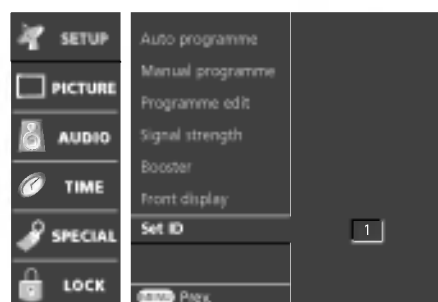 SETUP
PICTURE
AUDIO
TIME
SPECIAL
LOCK
Auto programme
Manual programme
Programme edit
Signal strength
Booster
Front display
Set ID
1
MENU Prev.